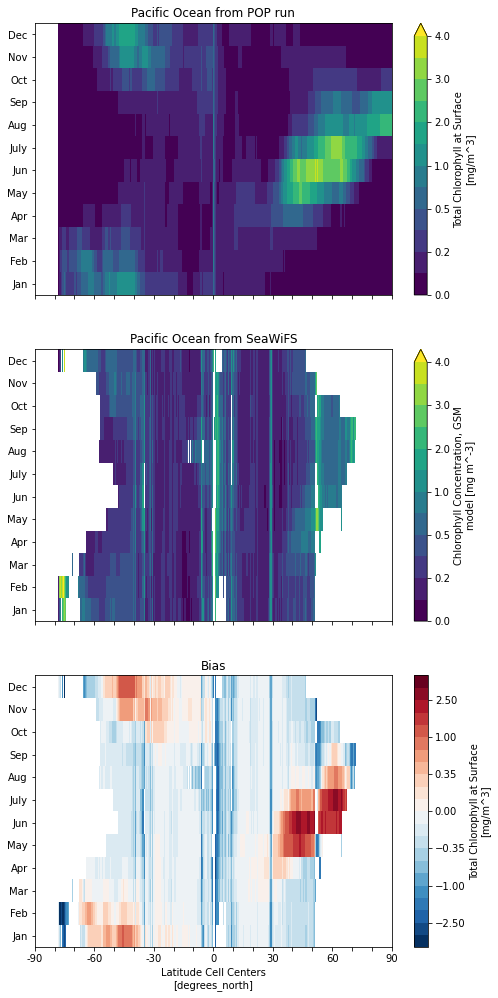 Pacific Ocean from POP run
Dec
Nov
Oct
Sep
Aug
July
Jun
May
Apr
Mar
Feb
Jan
4.0
3.0
2.0
1.0
0.5
0.2
0.0
Total Chlorophyll at Surface
[mg/m^3]
Pacific Ocean from SeaWiFS
Dec
Nov
Oct
Sep
Aug
July
Jun
May
Apr
Mar
Feb
Jan
4.0
3.0
2.0
1.0
0.5
0.2
0.0
Chlorophyll Concentration, GSM
model [mg m^-3]
Bias
Dec
Nov
Oct
Sep
Aug
July
Jun
May
Apr
Mar
Feb
Jan
-90
-60
-30
0
30
60
90
Latitude Cell Centers
[degrees_north]
2.50
1.00
0.35
0.00
−0.35
−1.00
−2.50
Total Chlorophyll at Surface
[mg/m^3]